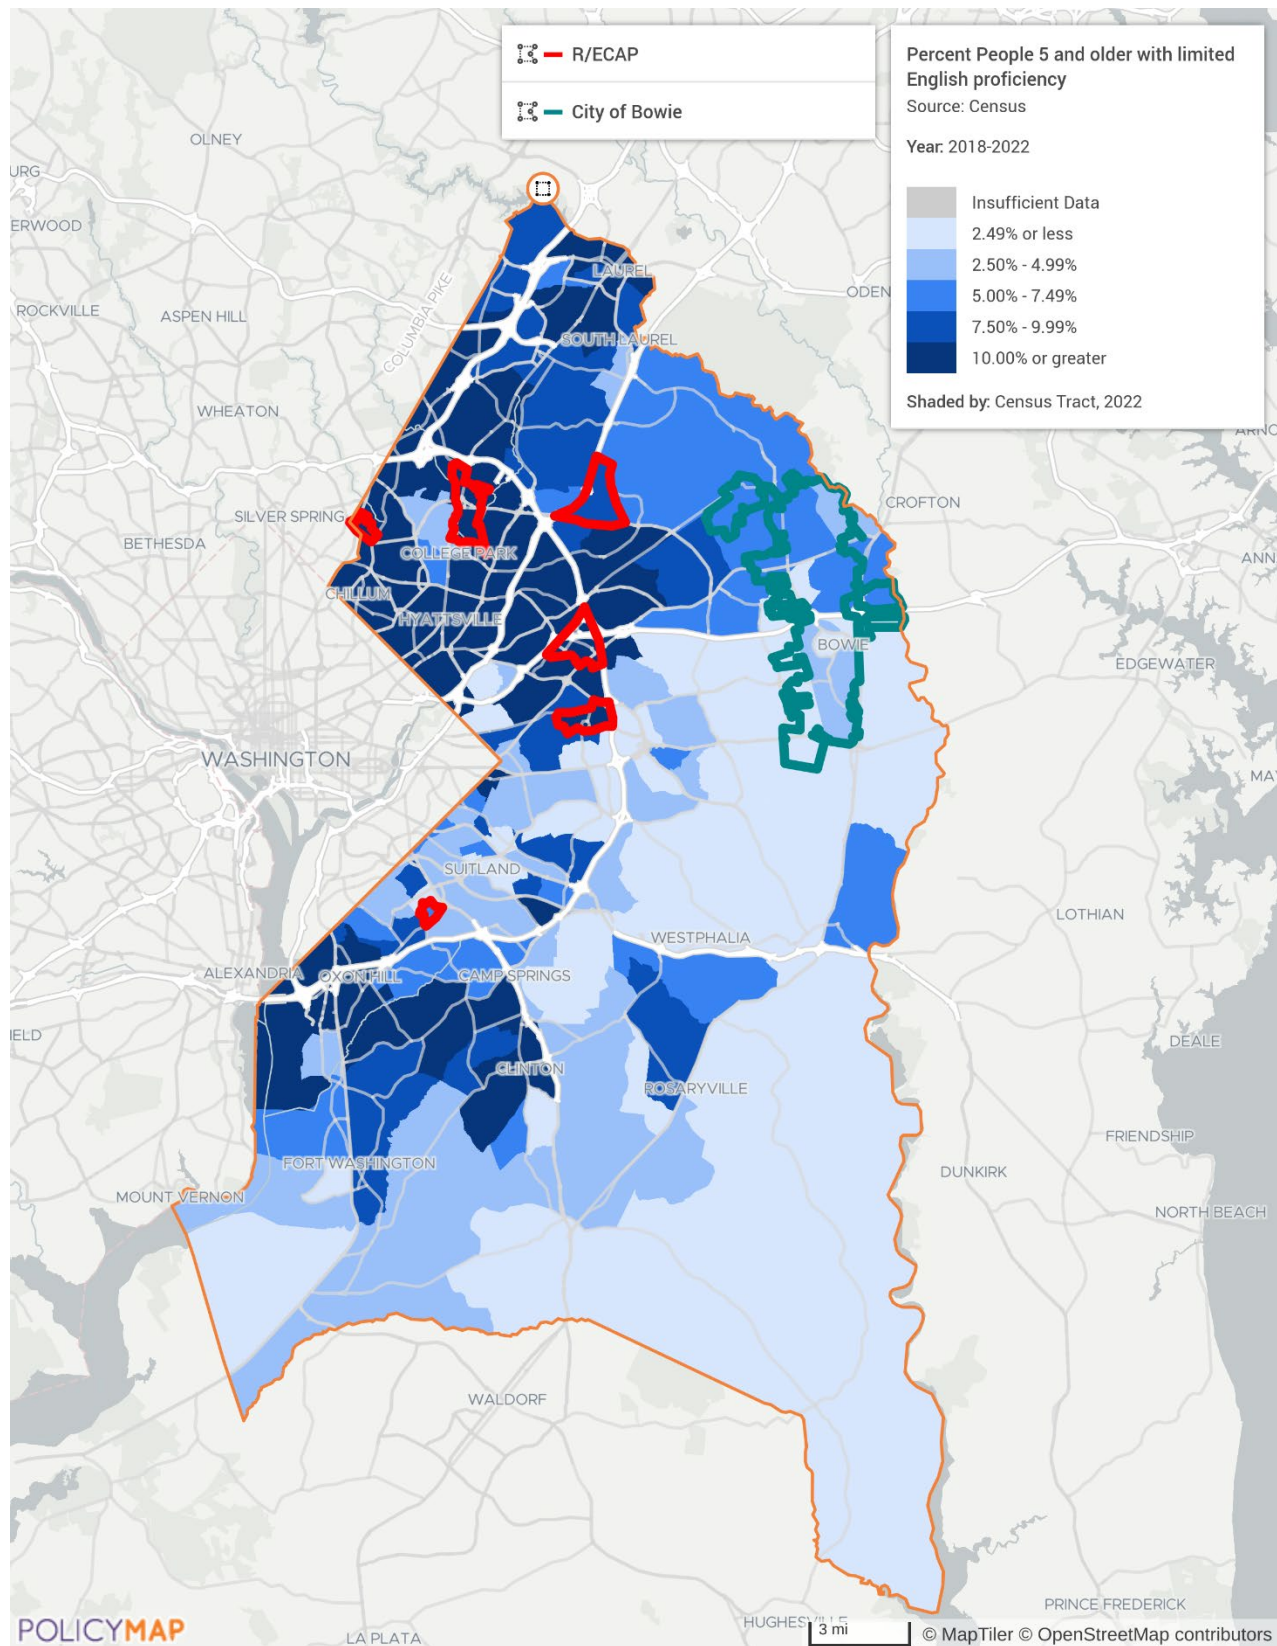 R/ECAP
City of Bowie
Percent People 5 and older with limited
English proficiency
Source: Census
Year: 2018-2022
Insufficient Data
2.49% or less
2.50% - 4.99%
5.00% - 7.49%
7.50% - 9.99%
10.00% or greater
Shaded by: Census Tract, 2022
OLNEY
URG
ERWOOD
LAUREL
ODEN
ROCKVILLE
ASPEN HILL
COLUMBIA PIKE
SOUTH LAUREL
WHEATON
ARNO
CROFTON
SILVER SPRING
BETHESDA
COLLEGE PARK
ANN
CHILLUM
HYATTSVILLE
BOWIE
EDGEWATER
WASHINGTON
MA
SUITLAND
LOTHIAN
WESTPHALIA
ALEXANDRIA
OXON HILL
CAMP SPRINGS
IELD
DEALE
CLINTON
ROSARYVILLE
FRIENDSHIP
FORT WASHINGTON
DUNKIRK
MOUNT VERNON
NORTH BEACH
WALDORF
PRINCE FREDERICK
HUGHESVILLE
3 mi
© MapTiler © OpenStreetMap contributors
POLICYMAP
LA PLATA